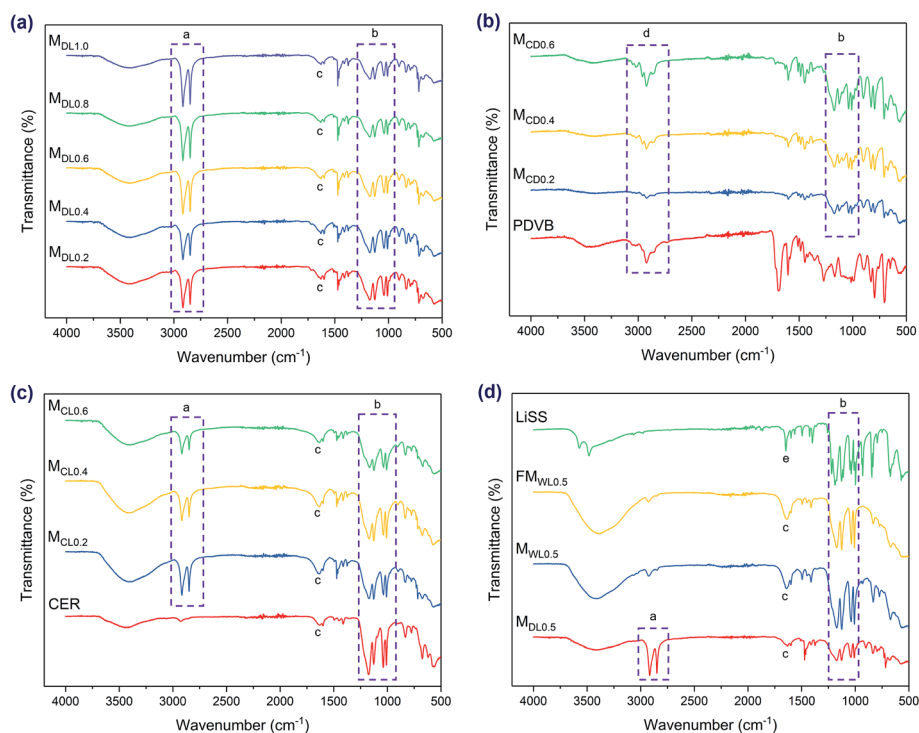 (a)
a
b
M_DL1.0
c
M_DL0.8
c
M_DL0.6
c
M_DL0.4
c
M_DL0.2
c
Transmittance (%)
4000 3500 3000 2500 2000 1500 1000 500
Wavenumber (cm⁻¹)
(b)
d
b
M_CD0.6
M_CD0.4
M_CD0.2
PDVB
Transmittance (%)
4000 3500 3000 2500 2000 1500 1000 500
Wavenumber (cm⁻¹)
(c)
a
b
M_CL0.6
c
M_CL0.4
c
M_CL0.2
c
CER
c
Transmittance (%)
4000 3500 3000 2500 2000 1500 1000 500
Wavenumber (cm⁻¹)
(d)
b
LiSS
e
FM_WL0.5
c
M_WL0.5
c
a
M_DL0.5
c
Transmittance (%)
4000 3500 3000 2500 2000 1500 1000 500
Wavenumber (cm⁻¹)